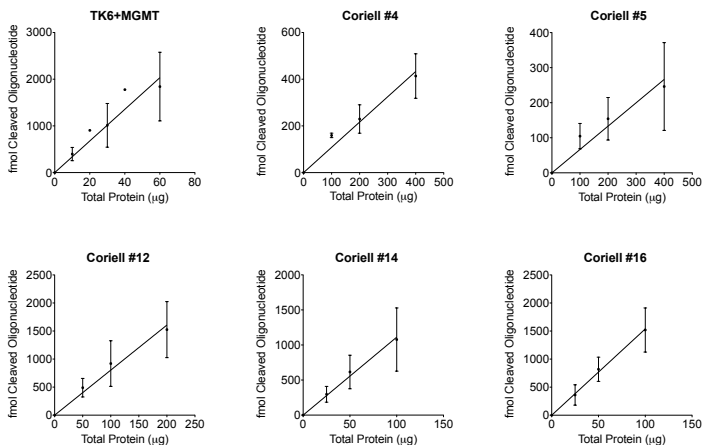 TK6+MGMT
fmol Cleaved Oligonucleotide
3000
2000
1000
0
0 20 40 60 80
Total Protein (μg)
Coriell #4
fmol Cleaved Oligonucleotide
600
400
200
0
0 100 200 300 400 500
Total Protein (μg)
Coriell #5
fmol Cleaved Oligonucleotide
400
300
200
100
0
0 100 200 300 400 500
Total Protein (μg)
Coriell #12
fmol Cleaved Oligonucleotide
2500
2000
1500
1000
500
0
0 50 100 150 200 250
Total Protein (μg)
Coriell #14
fmol Cleaved Oligonucleotide
2000
1500
1000
500
0
0 50 100 150
Total Protein (μg)
Coriell #16
fmol Cleaved Oligonucleotide
2500
2000
1500
1000
500
0
0 50 100 150
Total Protein (μg)